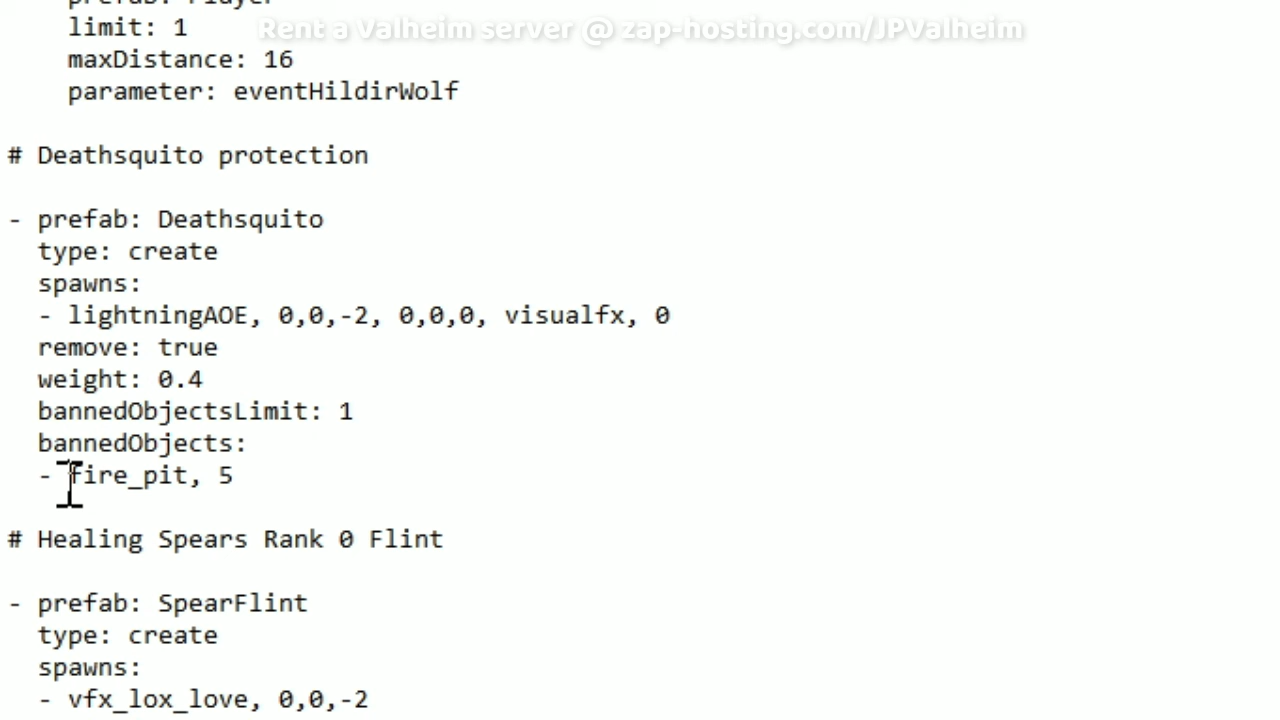 prefab: Player
limit: 1
Rent a Valheim server @ zap-hosting.com/JPValheim
maxDistance: 16
parameter: eventHildirWolf
# Deathsquito protection
- prefab: Deathsquito
type: create
spawns:
- lightningAOE, 0,0,-2, 0,0,0, visualfx, 0
remove: true
weight: 0.4
bannedObjectsLimit: 1
bannedObjects:
- fire_pit, 5
# Healing Spears Rank 0 Flint
- prefab: SpearFlint
type: create
spawns:
- vfx_lox_love, 0,0,-2